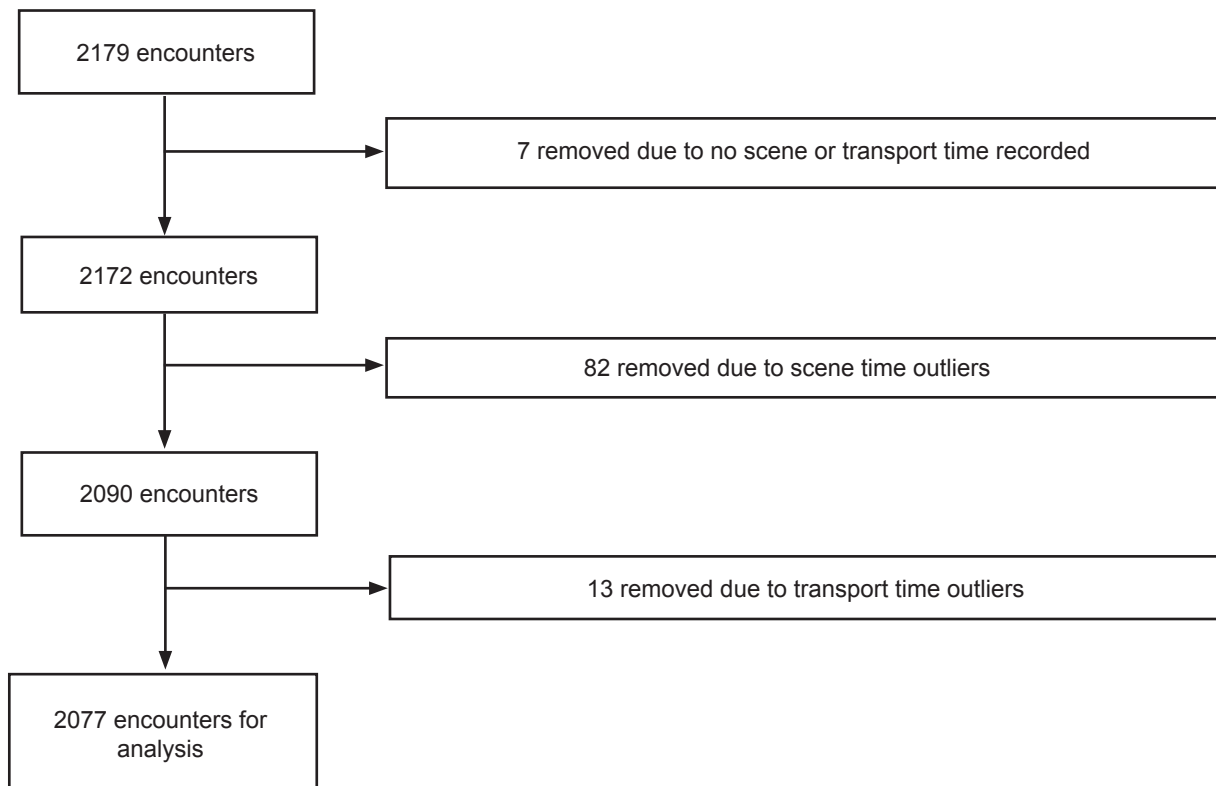 2179 encounters
7 removed due to no scene or transport time recorded
2172 encounters
82 removed due to scene time outliers
2090 encounters
13 removed due to transport time outliers
2077 encounters for
analysis